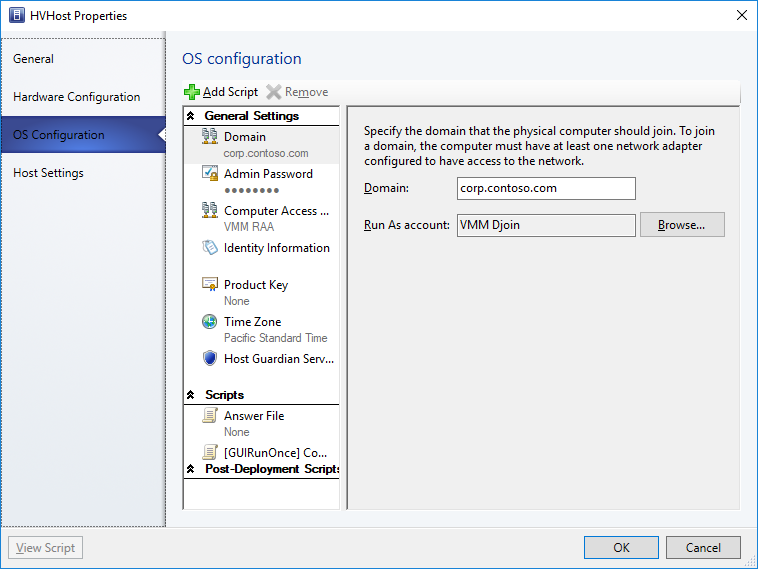 HVHost Properties
General
Hardware Configuration
OS Configuration
Host Settings
OS configuration
Add Script Remove
General Settings
Domain
corp.contoso.com
Admin Password
●●●●●●●●
Computer Access ...
VMM RAA
Identity Information
Product Key
None
Time Zone
Pacific Standard Time
Host Guardian Serv...
Scripts
Answer File
None
[GUIRunOnce] Co...
Post-Deployment Scripts
Specify the domain that the physical computer should join. To join
a domain, the computer must have at least one network adapter
configured to have access to the network.
Domain: corp.contoso.com
Run As account: VMM Djoin Browse...
View Script OK Cancel